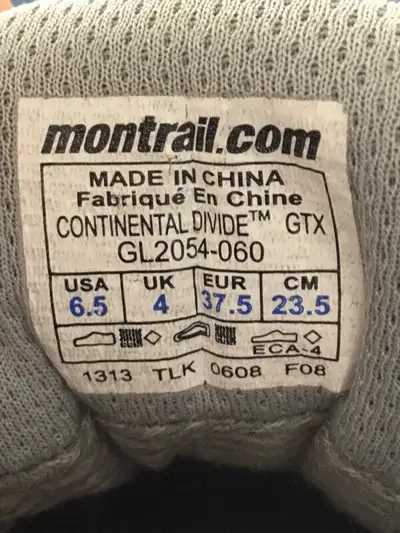 montrail.com
MADE IN CHINA
Fabriqué En Chine
CONTINENTAL DIVIDE™ GTX
GL2054-060
USA UK EUR CM
6.5 4 37.5 23.5
ECA-4
1313 TLK 0608 F08